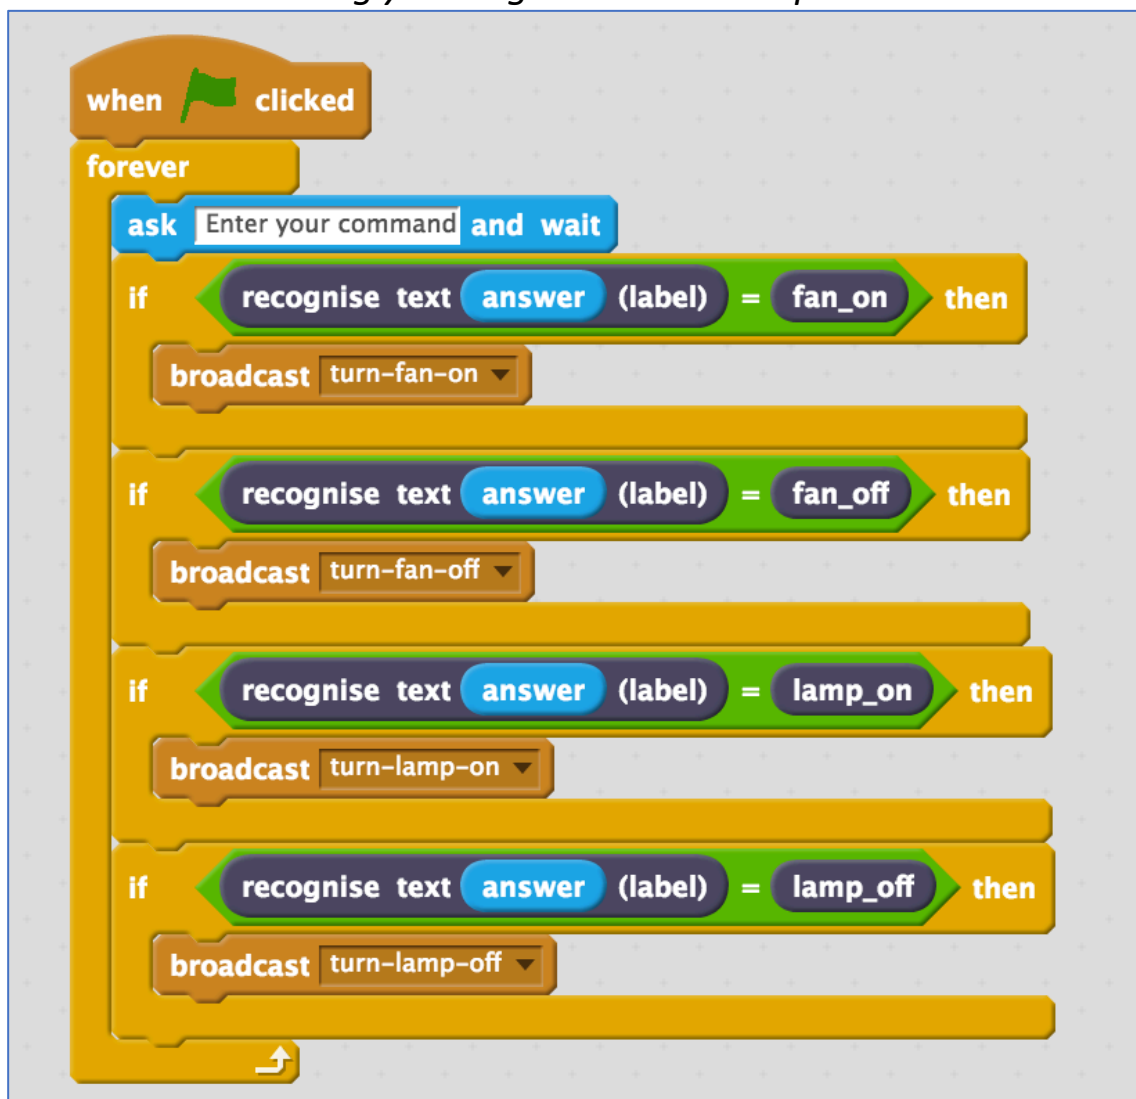 when clicked
forever
ask Enter your command and wait
if recognise text answer (label) = fan_on then
broadcast turn-fan-on
if recognise text answer (label) = fan_off then
broadcast turn-fan-off
if recognise text answer (label) = lamp_on then
broadcast turn-lamp-on
if recognise text answer (label) = lamp_off then
broadcast turn-lamp-off